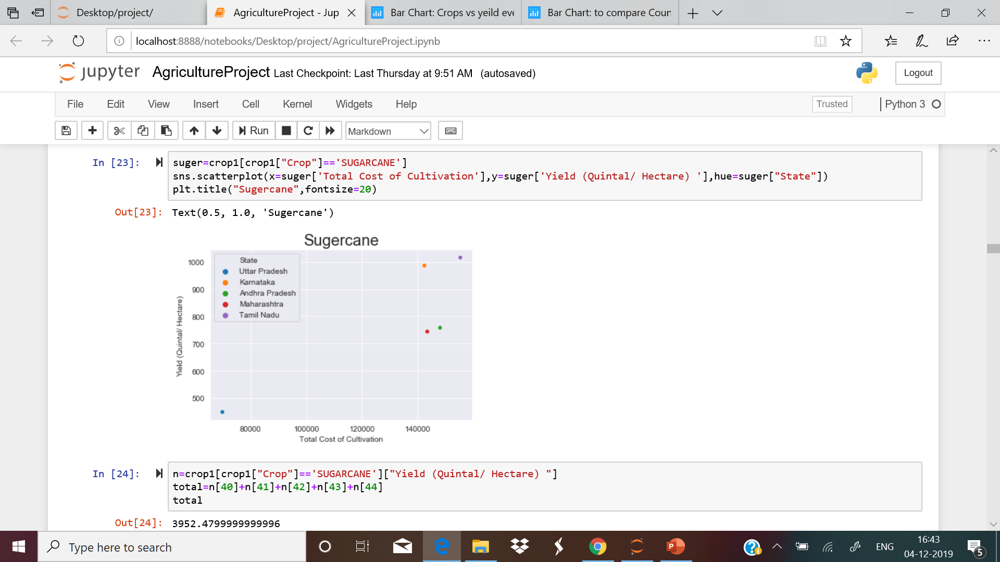 Desktop/project/
AgricultureProject - Jup
Bar Chart: Crops vs yeild eve
Bar Chart: to compare Coun
localhost:8888/notebooks/Desktop/project/AgricultureProject.ipynb
jupyter AgricultureProject Last Checkpoint: Last Thursday at 9:51 AM (autosaved)
Logout
File Edit View Insert Cell Kernel Widgets Help
Trusted
Python 3
Run
Markdown
In [23]:
suger=crop1[crop1["Crop"]=='SUGARCANE']
sns.scatterplot(x=suger['Total Cost of Cultivation'],y=suger['Yield (Quintal/ Hectare) '],hue=suger["State"])
plt.title("Sugercane",fontsize=20)
Out[23]: Text(0.5, 1.0, 'Sugercane')
Sugercane
State
Uttar Pradesh
Karnataka
Andhra Pradesh
Maharashtra
Tamil Nadu
Yield (Quintal/ Hectare)
1000
900
800
700
600
500
80000 100000 120000 140000
Total Cost of Cultivation
In [24]:
n=crop1[crop1["Crop"]=='SUGARCANE']["Yield (Quintal/ Hectare) "]
total=n[40]+n[41]+n[42]+n[43]+n[44]
total
Out[24]: 3952.4799999999996
Type here to search
ENG
16:43
04-12-2019
5